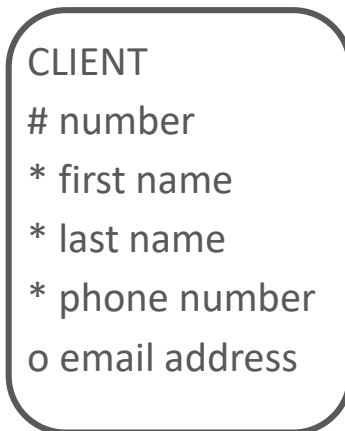 CLIENT
# number
* first name
* last name
* phone number
o email address